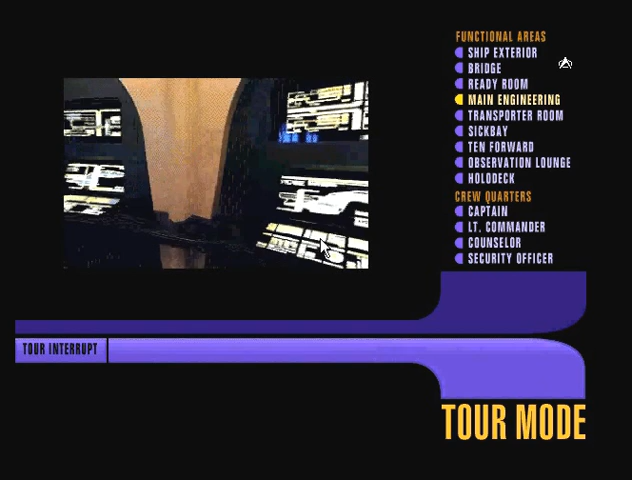 FUNCTIONAL AREAS
SHIP EXTERIOR
BRIDGE
READY ROOM
MAIN ENGINEERING
TRANSPORTER ROOM
SICKBAY
TEN FORWARD
OBSERVATION LOUNGE
HOLODECK
CREW QUARTERS
CAPTAIN
LT. COMMANDER
COUNSELOR
SECURITY OFFICER
TOUR INTERRUPT
TOUR MODE